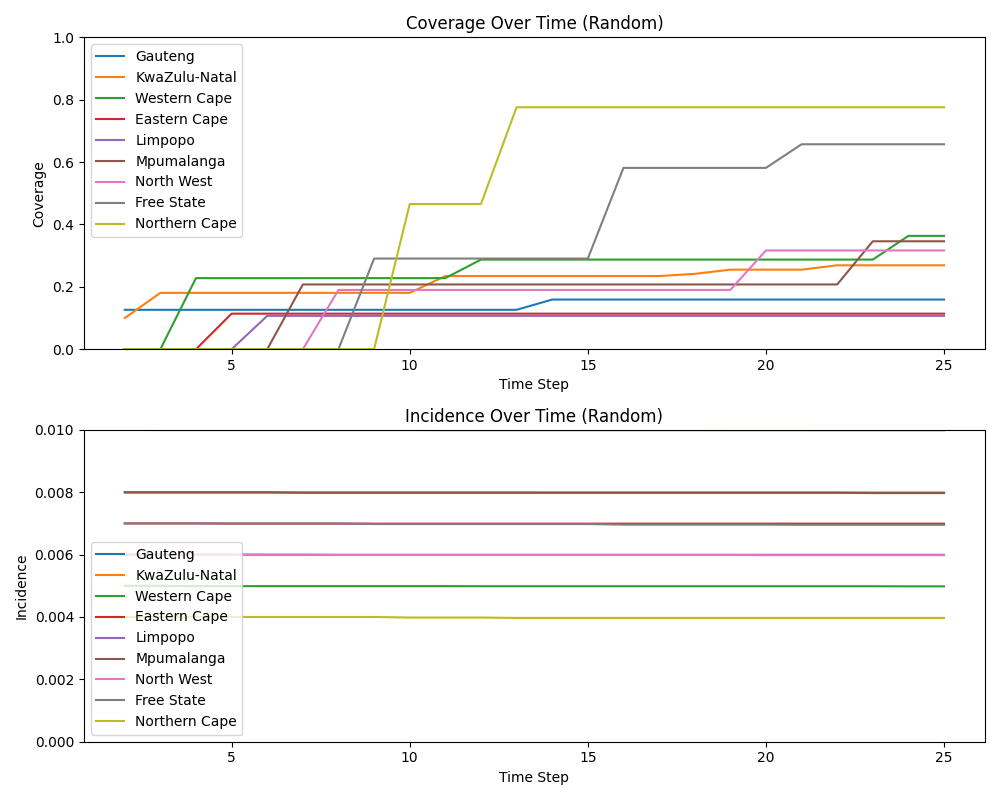 Coverage Over Time (Random)
1.0
0.8
0.6
0.4
0.2
0.0
Coverage
Gauteng
KwaZulu-Natal
Western Cape
Eastern Cape
Limpopo
Mpumalanga
North West
Free State
Northern Cape
5 10 15 20 25
Time Step
Incidence Over Time (Random)
0.010
0.008
0.006
0.004
0.002
0.000
Incidence
Gauteng
KwaZulu-Natal
Western Cape
Eastern Cape
Limpopo
Mpumalanga
North West
Free State
Northern Cape
5 10 15 20 25
Time Step